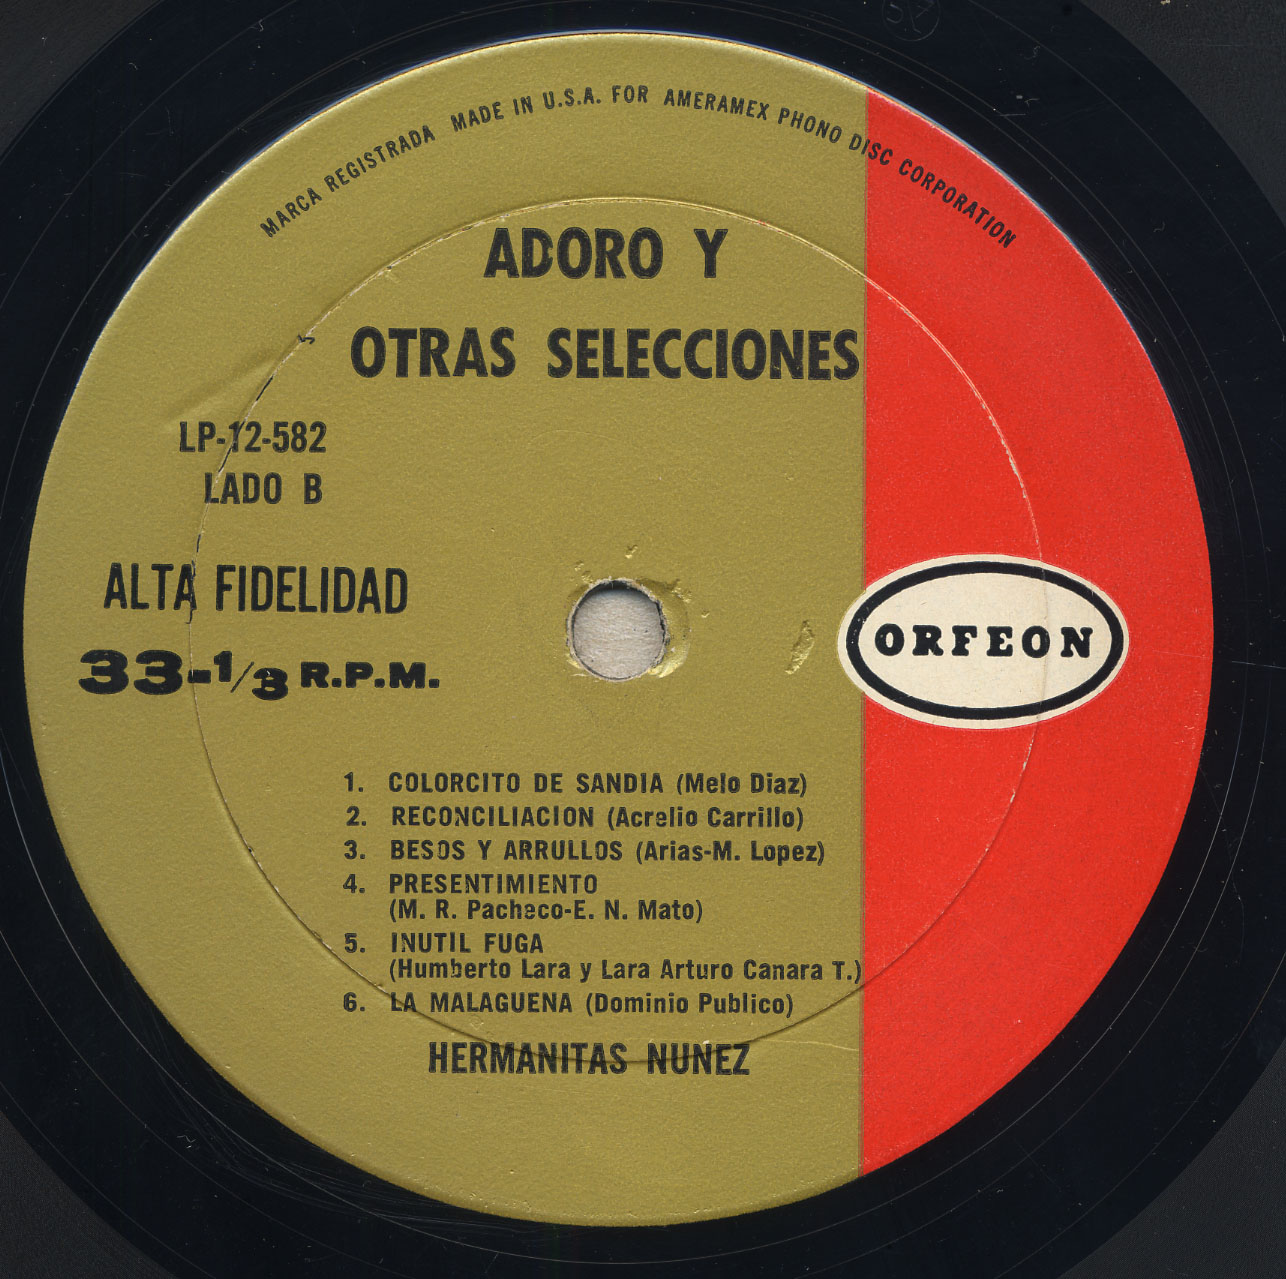 MARCA REGISTRADA MADE IN U.S.A. FOR AMERAMEX PHONO DISC CORPORATION
ADORO Y
OTRAS SELECCIONES
LP-12-582
LADO B
ALTA FIDELIDAD
33-1/3 R.P.M.
ORFEON
1. COLORCITO DE SANDIA (Melo Diaz)
2. RECONCILIACION (Acrelio Carrillo)
3. BESOS Y ARRULLOS (Arias-M. Lopez)
4. PRESENTIMIENTO
(M. R. Pacheco-E. N. Mato)
5. INUTIL FUGA
(Humberto Lara y Lara Arturo Canara T.)
6. LA MALAGUENA (Dominio Publico)
HERMANITAS NUNEZ